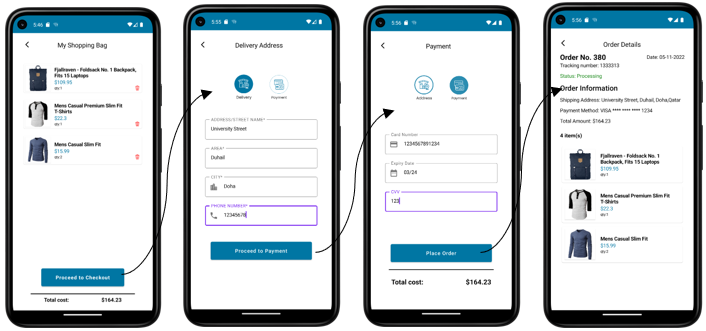 5:46
My Shopping Bag
Fjallraven - Foldsack No. 1 Backpack,
Fits 15 Laptops
$109.95
qty:1
Mens Casual Premium Slim Fit
T-Shirts
$22.3
qty:1
Mens Casual Slim Fit
$15.99
qty:2
Proceed to Checkout
Total cost: $164.23
5:55
Delivery Address
Delivery Payment
ADDRESS/STREET NAME*
University Street
AREA*
Duhail
CITY*
Doha
PHONE NUMBER*
12345678
Proceed to Payment
5:56
Payment
Address Payment
Card Number
1234567891234
Expiry Date
03/24
CVV
123
Place Order
Total cost: $164.23
5:56
Order Details
Order No. 380 Date: 05-11-2022
Tracking number: 1333313
Status: Processing
Order Information
Shipping Address: University Street, Duhail, Doha,Qatar
Payment Method: VISA **** **** **** 1234
Total Amount: $164.23
4 item(s)
Fjallraven - Foldsack No. 1
Backpack, Fits 15 Laptops
$109.95
qty:1
Mens Casual Premium Slim Fit
T-Shirts
$22.3
qty:1
Mens Casual Slim Fit
$15.99
qty:2